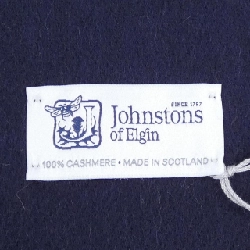 SINCE 1797
Johnstons
of Elgin
100% CASHMERE • MADE IN SCOTLAND